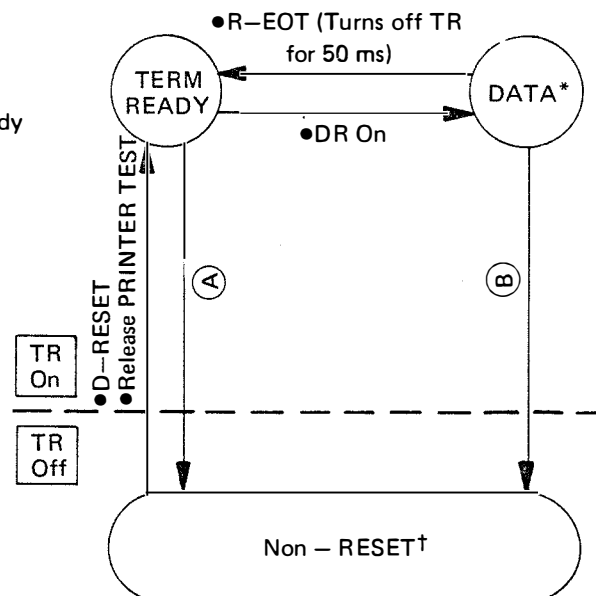 ●R–EOT (Turns off TR
for 50 ms)
TERM
READY
DATA*
dy
●DR On
●D–RESET
●Release PRINTER TEST
A
B
TR
On
TR
Off
Non – RESET†